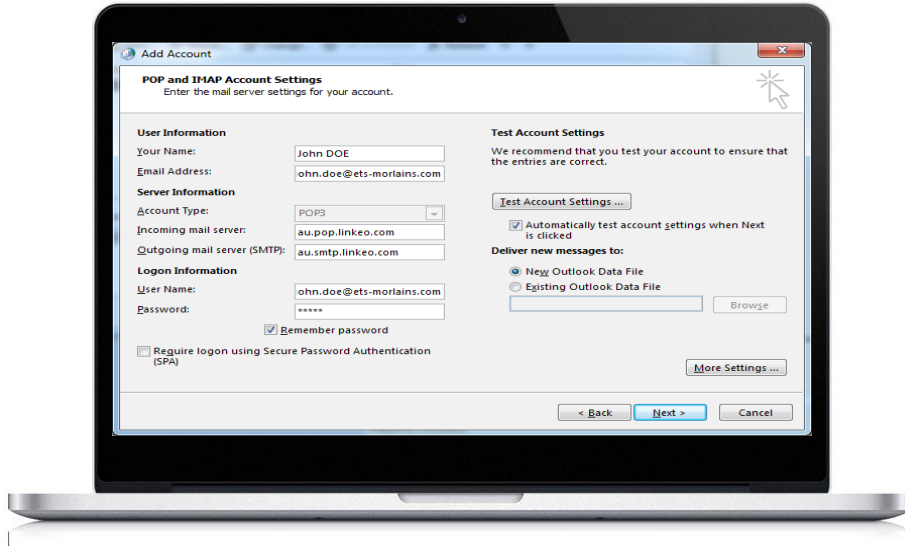 Add Account
POP and IMAP Account Settings
Enter the mail server settings for your account.
User Information
Your Name:
John DOE
Email Address:
ohn.doe@ets-morlains.com
Server Information
Account Type:
POP3
Incoming mail server:
au.pop.linkeo.com
Outgoing mail server (SMTP):
au.smtp.linkeo.com
Logon Information
User Name:
ohn.doe@ets-morlains.com
Password:
*****
Remember password
Require logon using Secure Password Authentication
(SPA)
Test Account Settings
We recommend that you test your account to ensure that
the entries are correct.
Test Account Settings ...
Automatically test account settings when Next
is clicked
Deliver new messages to:
New Outlook Data File
Existing Outlook Data File
Browse
More Settings ...
< Back
Next >
Cancel